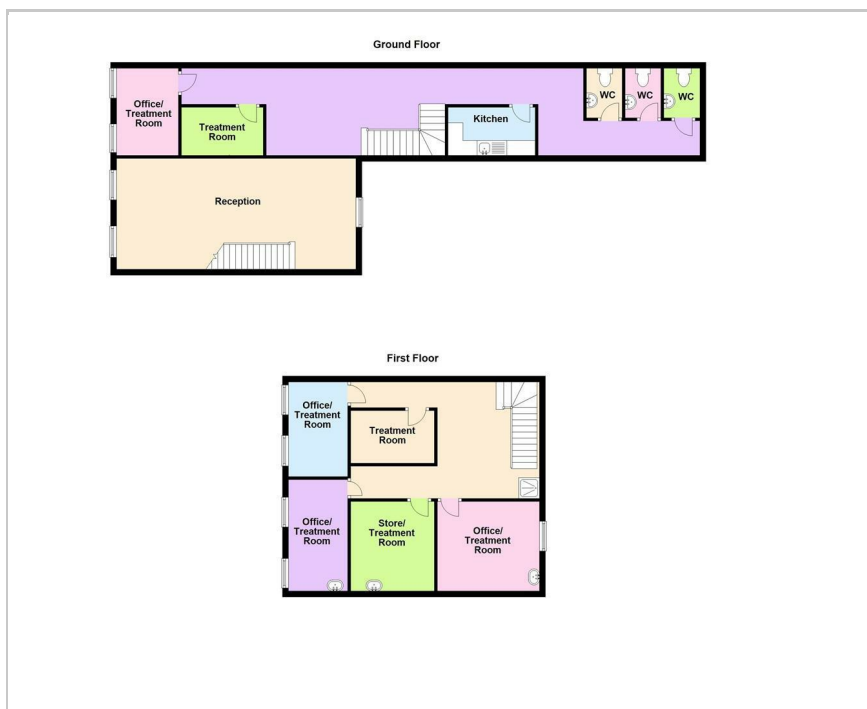 Ground Floor
Office/
Treatment
Room
Treatment
Room
Kitchen
WC
WC
WC
Reception
First Floor
Office/
Treatment
Room
Treatment
Room
Office/
Treatment
Room
Store/
Treatment
Room
Office/
Treatment
Room